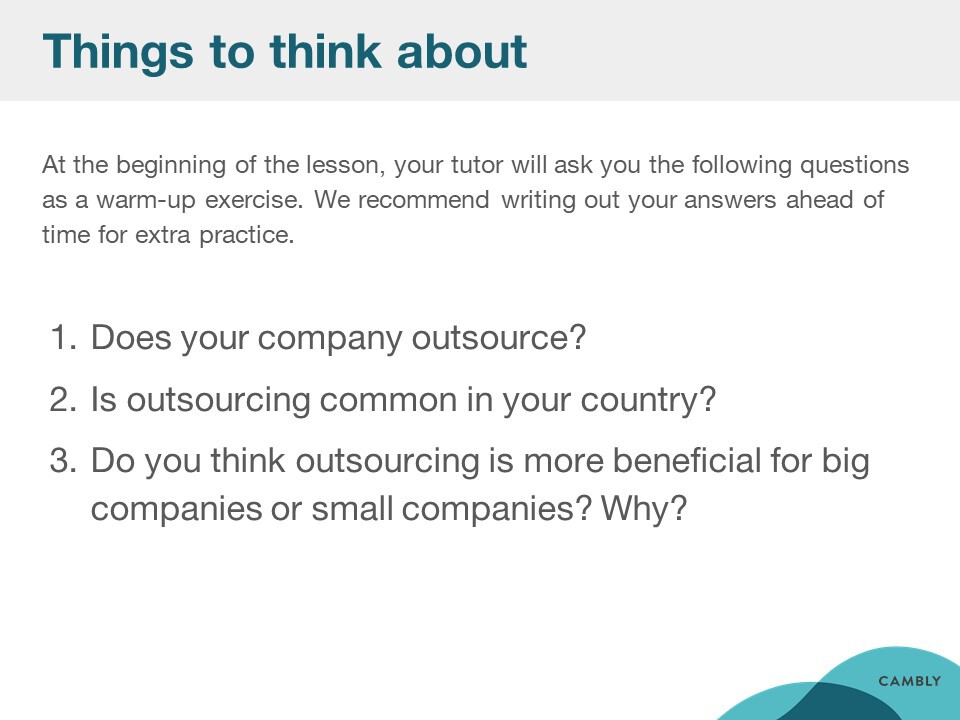 Things to think about
At the beginning of the lesson, your tutor will ask you the following questions
as a warm-up exercise. We recommend writing out your answers ahead of
time for extra practice.
1. Does your company outsource?
2. Is outsourcing common in your country?
3. Do you think outsourcing is more beneficial for big
companies or small companies? Why?
CAMBLY